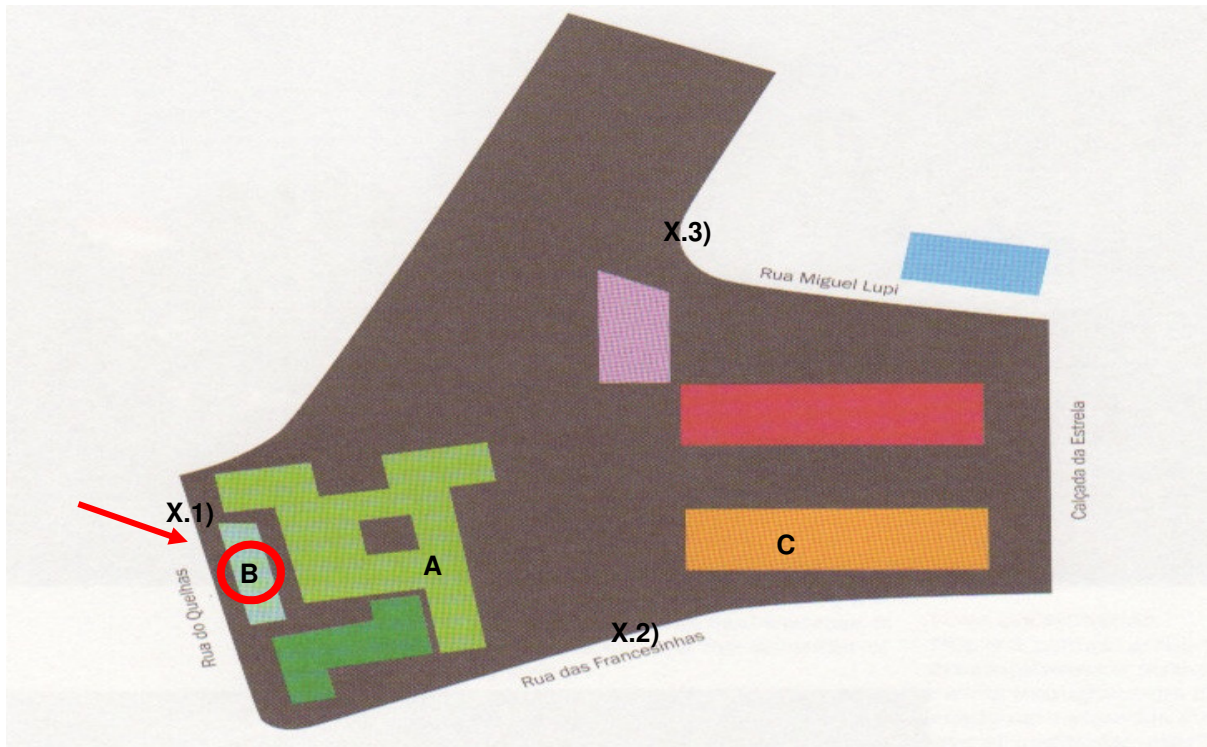 X.3)
Rua Miguel Lupi
Calçada da Estrela
X.1)
A
C
B
Rua do Quelhas
X.2)
Rua das Francesinhas